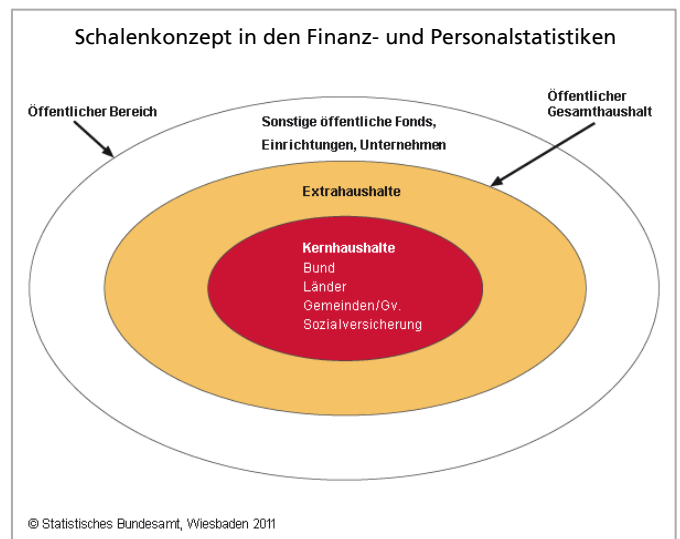 Schalenkonzept in den Finanz- und Personalstatistiken
Öffentlicher Bereich
Sonstige öffentliche Fonds,
Einrichtungen, Unternehmen
Öffentlicher
Gesamthaushalt
Extrahaushalte
Kernhaushalte
Bund
Länder
Gemeinden/Gv.
Sozialversicherung
© Statistisches Bundesamt, Wiesbaden 2011